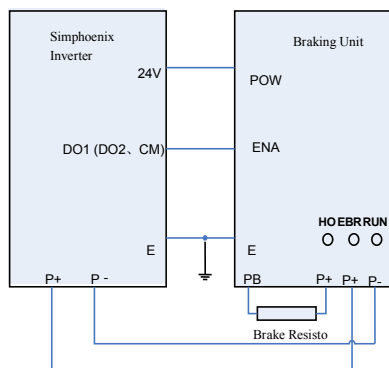 Simphoenix
Inverter
Braking Unit
24V
POW
DO1 (DO2、CM)
ENA
HO EBR RUN
E
E
P+
P -
PB
P+
P+
P-
Brake Resisto